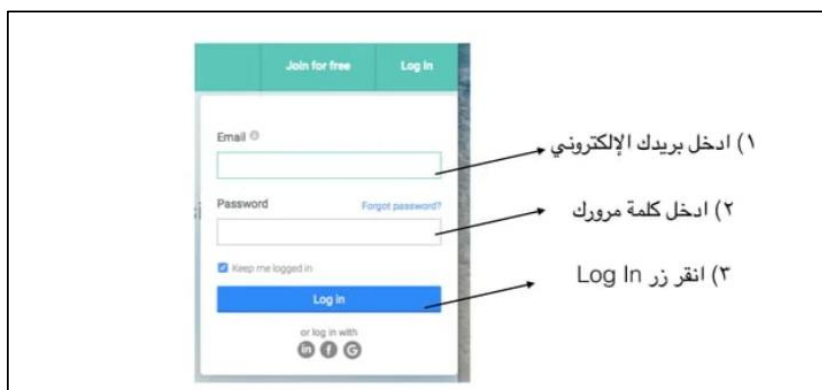 Join for free Log In
Email
١) ادخل بريدك الإلكتروني
Password Forgot password?
٢) ادخل كلمة مرورك
Keep me logged in
٣) انقر زر Log In
Log in
or log in with
in f G